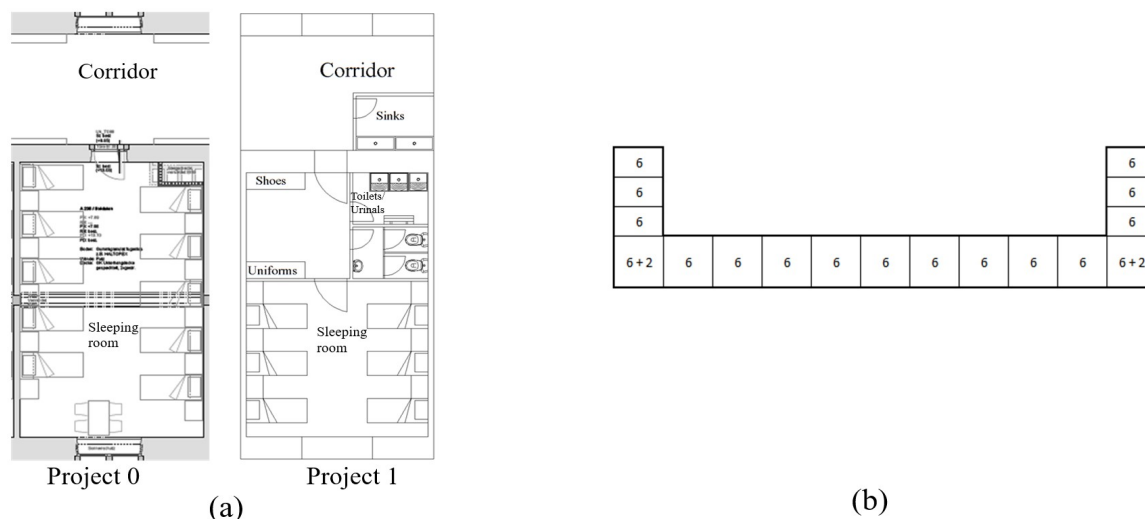 Corridor
Sleeping
room
Project 0
Corridor
Sinks
Shoes
Toilets/
Urinals
Uniforms
Sleeping
room
Project 1
(a)
6
6
6
6
6
6
6 + 2
6
6
6
6
6
6
6
6
6
6 + 2
(b)